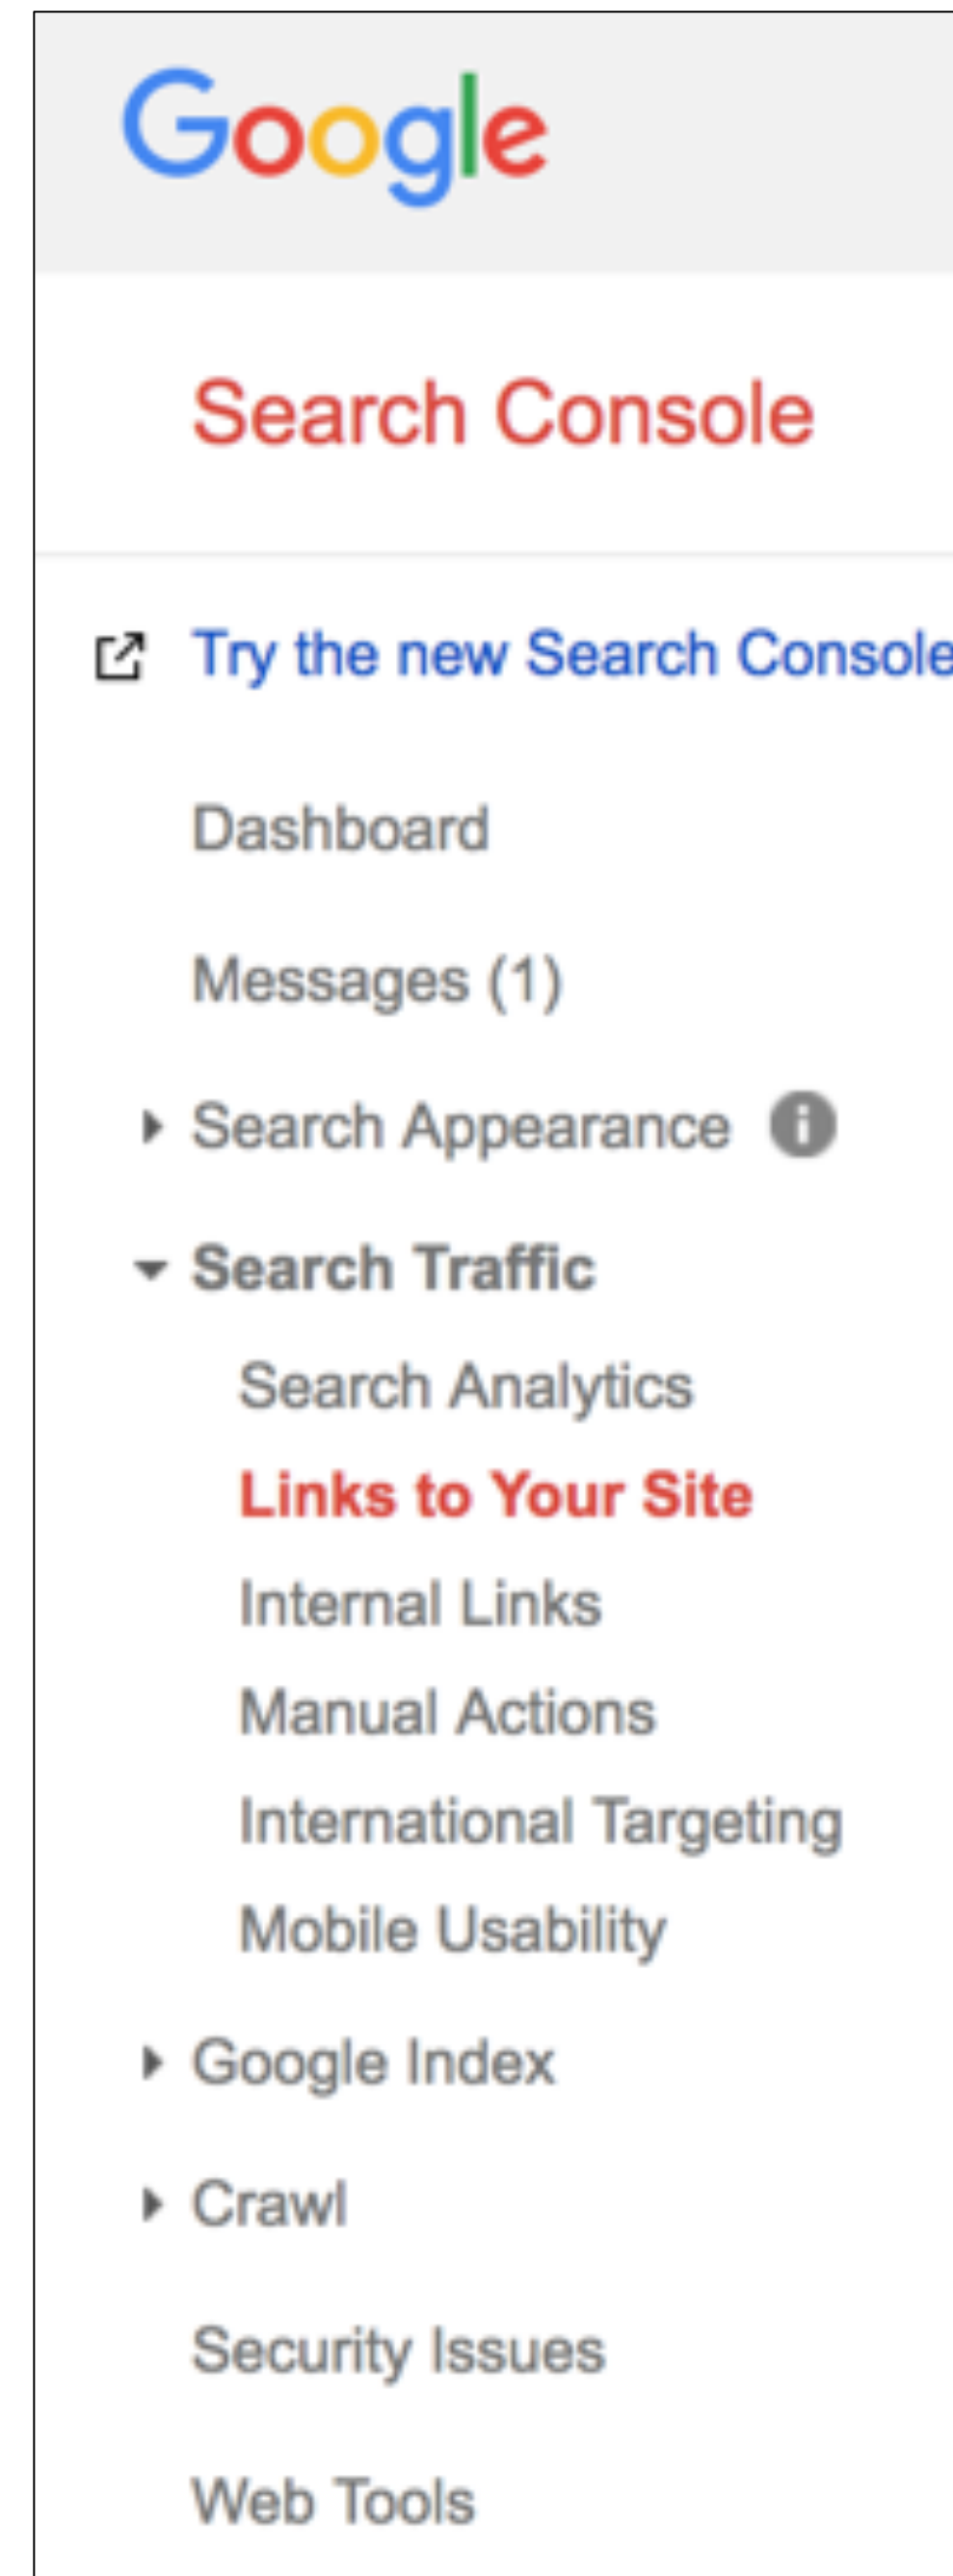 Google
Search Console
Try the new Search Console
Dashboard
Messages (1)
Search Appearance
Search Traffic
Search Analytics
Links to Your Site
Internal Links
Manual Actions
International Targeting
Mobile Usability
Google Index
Crawl
Security Issues
Web Tools